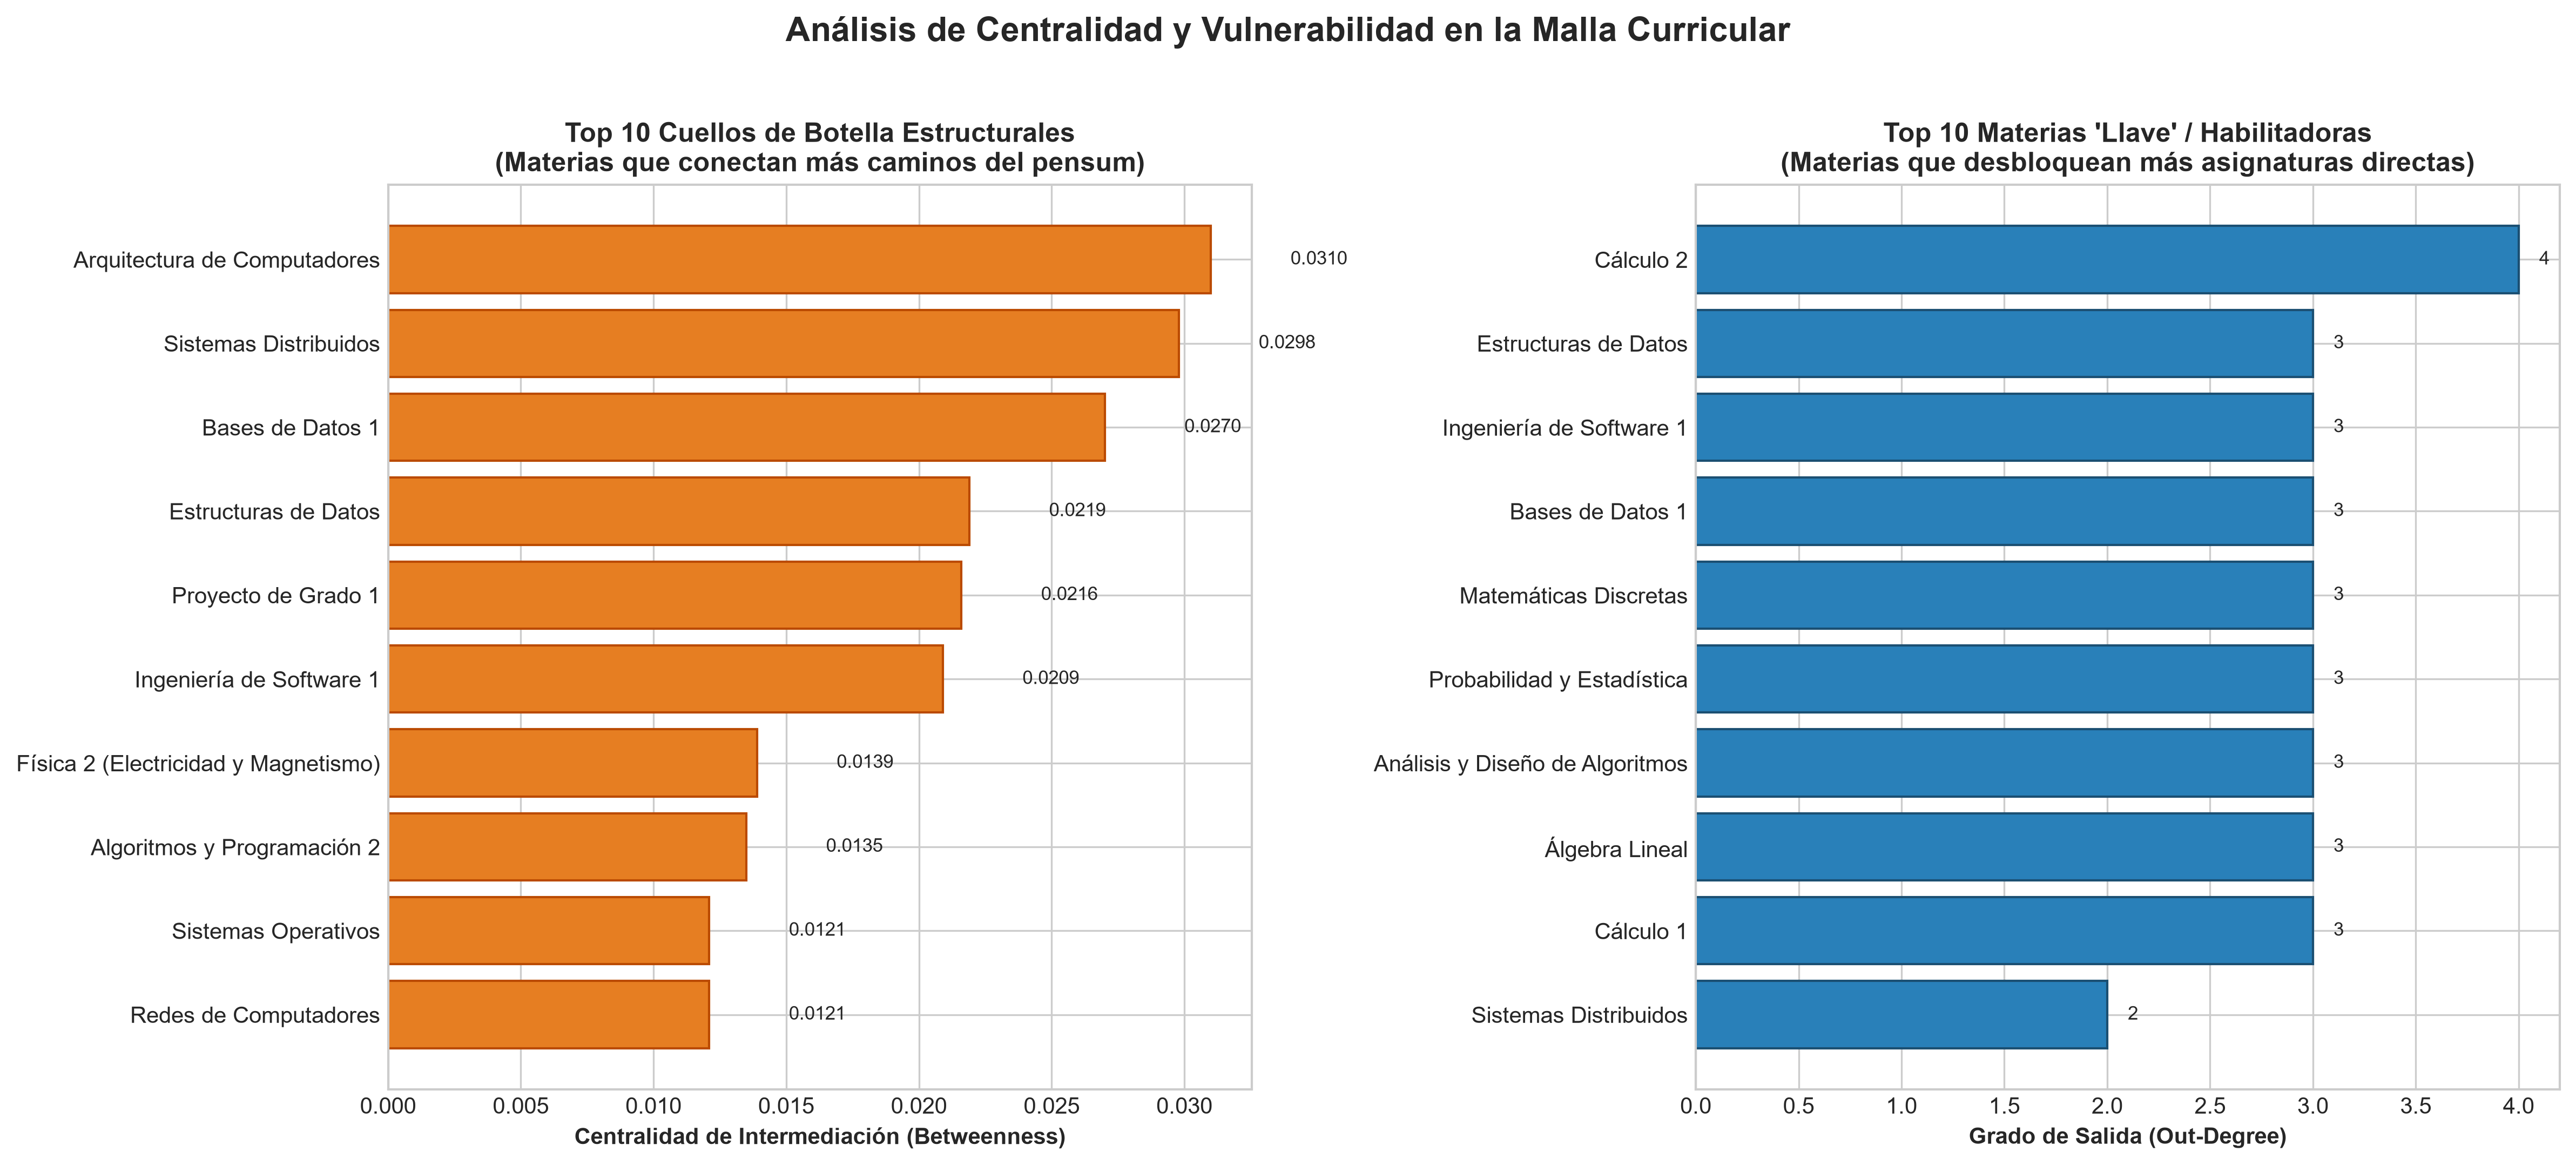 Análisis de Centralidad y Vulnerabilidad en la Malla Curricular
Top 10 Cuellos de Botella Estructurales
(Materias que conectan más caminos del pensum)
Arquitectura de Computadores
0.0310
Sistemas Distribuidos
0.0298
Bases de Datos 1
0.0270
Estructuras de Datos
0.0219
Proyecto de Grado 1
0.0216
Ingeniería de Software 1
0.0209
Física 2 (Electricidad y Magnetismo)
0.0139
Algoritmos y Programación 2
0.0135
Sistemas Operativos
0.0121
Redes de Computadores
0.0121
0.000 0.005 0.010 0.015 0.020 0.025 0.030
Centralidad de Intermediación (Betweenness)
Top 10 Materias 'Llave' / Habilitadoras
(Materias que desbloquean más asignaturas directas)
Cálculo 2
4
Estructuras de Datos
3
Ingeniería de Software 1
3
Bases de Datos 1
3
Matemáticas Discretas
3
Probabilidad y Estadística
3
Análisis y Diseño de Algoritmos
3
Álgebra Lineal
3
Cálculo 1
3
Sistemas Distribuidos
2
0.0 0.5 1.0 1.5 2.0 2.5 3.0 3.5 4.0
Grado de Salida (Out-Degree)